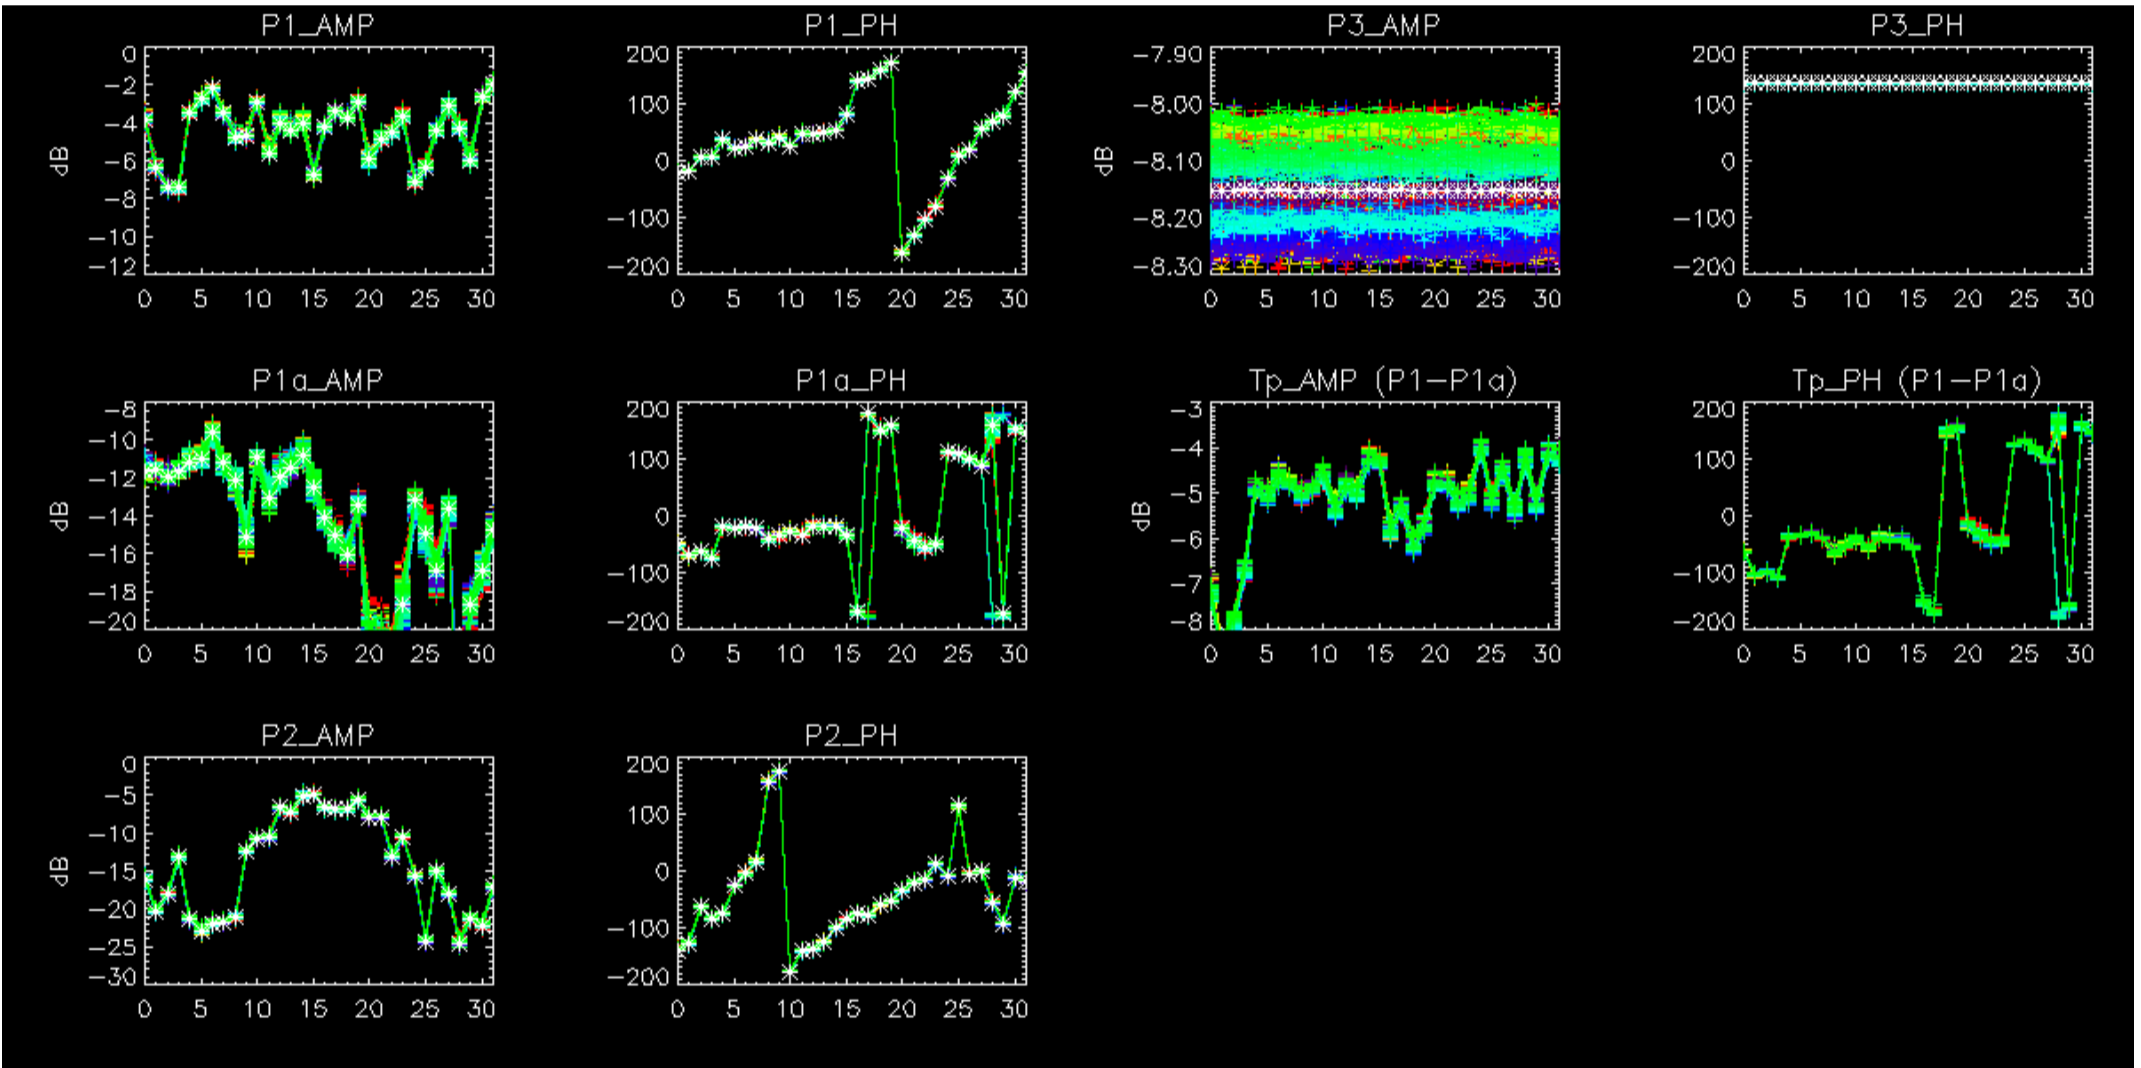 P1_AMP P1_PH P3_AMP P3_PH
0 200 -7.90 200
-2 100 -8.00 100
-4 0 -8.10 0
dB dB
-6
-8 -100 -8.20 -100
-10
-12 -200 -8.30 -200
0 5 10 15 20 25 30 0 5 10 15 20 25 30 0 5 10 15 20 25 30 0 5 10 15 20 25 30
P1a_AMP P1a_PH Tp_AMP (P1-P1a) Tp_PH (P1-P1a)
-8 200 -3 200
-10 100 -4 100
-12
-14 0 -5 0
dB dB
-16 -100 -6 -100
-18 -7
-20 -200 -8 -200
0 5 10 15 20 25 30 0 5 10 15 20 25 30 0 5 10 15 20 25 30 0 5 10 15 20 25 30
P2_AMP P2_PH
0 200
-5 100
-10
-15 0
dB
-20 -100
-25
-30 -200
0 5 10 15 20 25 30 0 5 10 15 20 25 30